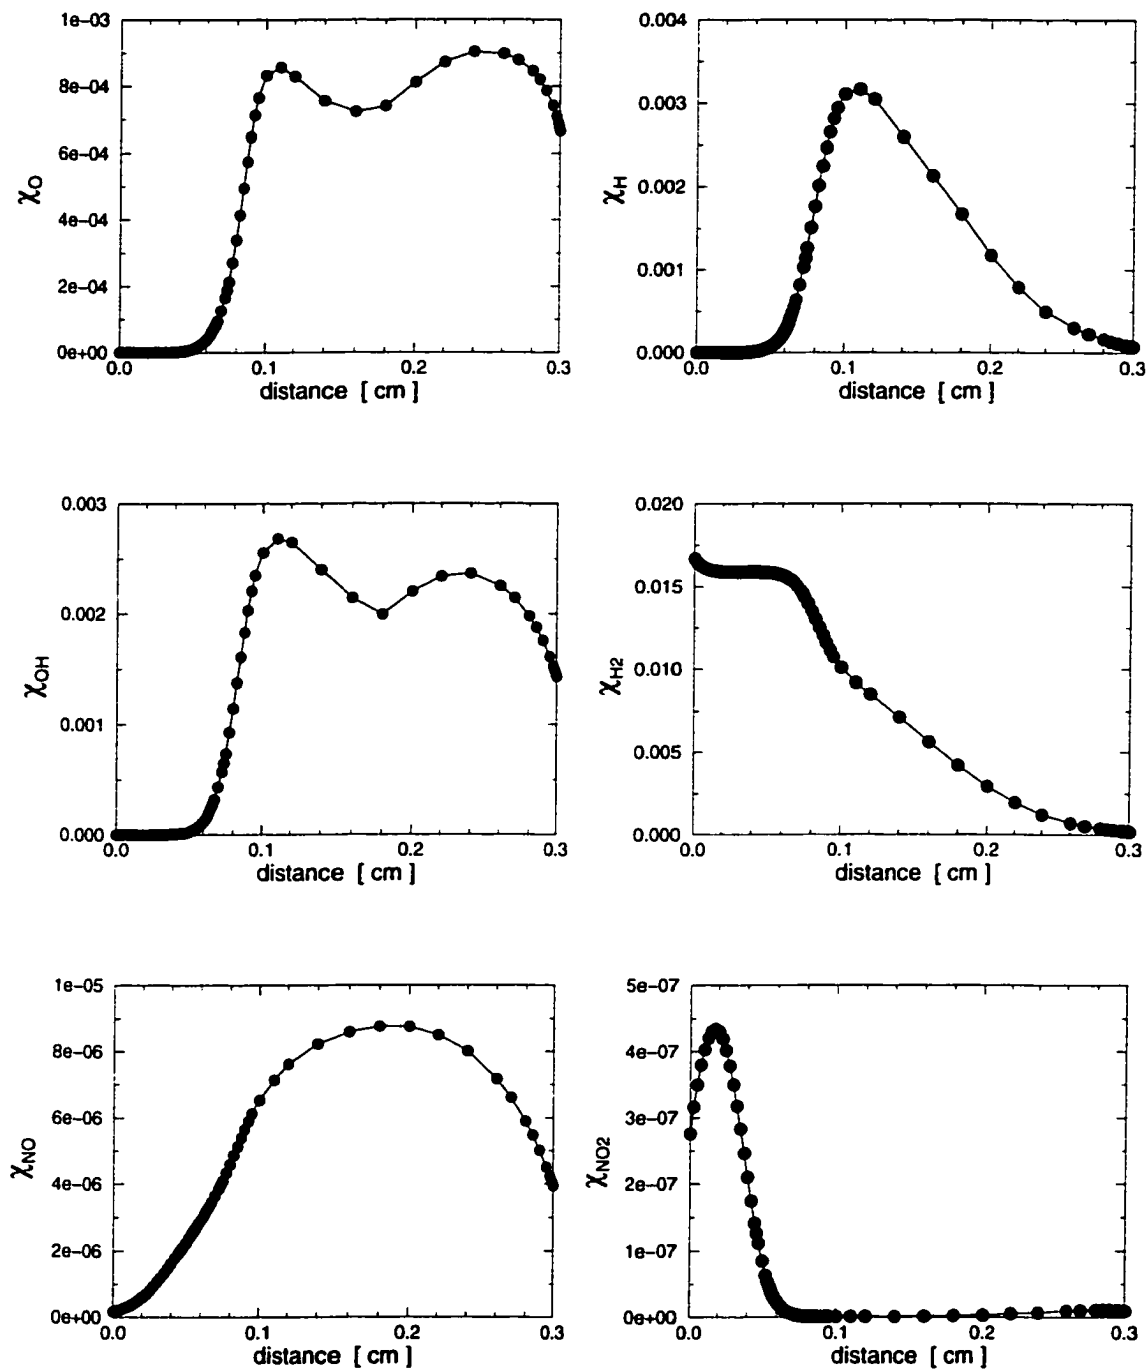 1e−03
8e−04
6e−04
4e−04
2e−04
0e+00
χO
0.0 0.1 0.2 0.3
distance [ cm ]
0.004
0.003
0.002
0.001
0.000
χH
0.0 0.1 0.2 0.3
distance [ cm ]
0.003
0.002
0.001
0.000
χOH
0.0 0.1 0.2 0.3
distance [ cm ]
0.020
0.015
0.010
0.005
0.000
χH2
0.0 0.1 0.2 0.3
distance [ cm ]
1e−05
8e−06
6e−06
4e−06
2e−06
0e+00
χNO
0.0 0.1 0.2 0.3
distance [ cm ]
5e−07
4e−07
3e−07
2e−07
1e−07
0e+00
χNO2
0.0 0.1 0.2 0.3
distance [ cm ]